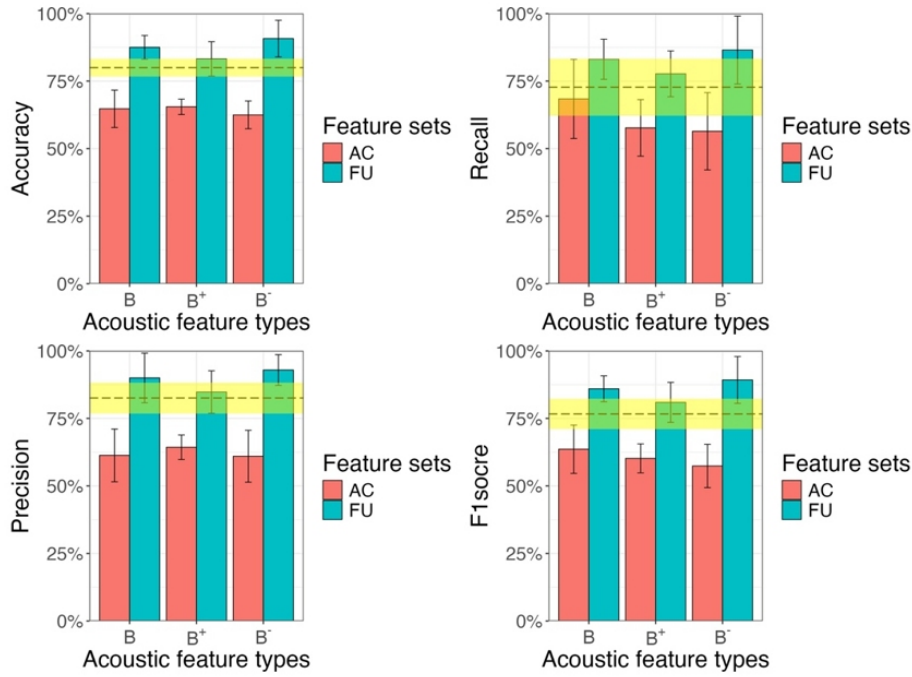 100%
75%
50%
25%
0%
Accuracy
B B⁺ B⁻
Acoustic feature types
Feature sets
AC
FU
100%
75%
50%
25%
0%
Recall
B B⁺ B⁻
Acoustic feature types
Feature sets
AC
FU
100%
75%
50%
25%
0%
Precision
B B⁺ B⁻
Acoustic feature types
Feature sets
AC
FU
100%
75%
50%
25%
0%
F1socre
B B⁺ B⁻
Acoustic feature types
Feature sets
AC
FU